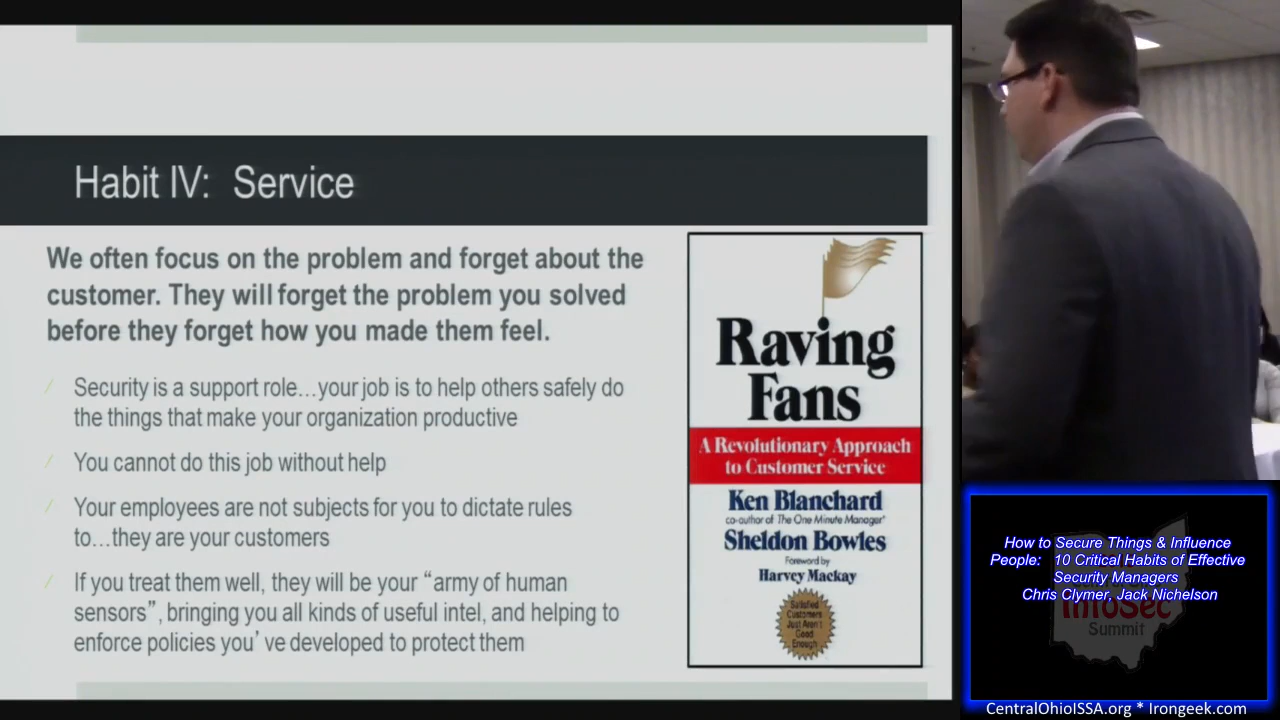 Habit IV: Service
We often focus on the problem and forget about the
customer. They will forget the problem you solved
before they forget how you made them feel.
Security is a support role…your job is to help others safely do
the things that make your organization productive
You cannot do this job without help
Your employees are not subjects for you to dictate rules
to…they are your customers
If you treat them well, they will be your “army of human
sensors”, bringing you all kinds of useful intel, and helping to
enforce policies you’ve developed to protect them
Raving
Fans
A Revolutionary Approach
to Customer Service
Ken Blanchard
co-author of The One Minute Manager®
Sheldon Bowles
Foreword by
Harvey Mackay
Satisfied
Customers
Just Aren't
Good
Enough
How to Secure Things & Influence
People: 10 Critical Habits of Effective
Security Managers
Chris Clymer, Jack Nichelson
InfoSec
Summit
CentralOhioISSA.org * Irongeek.com